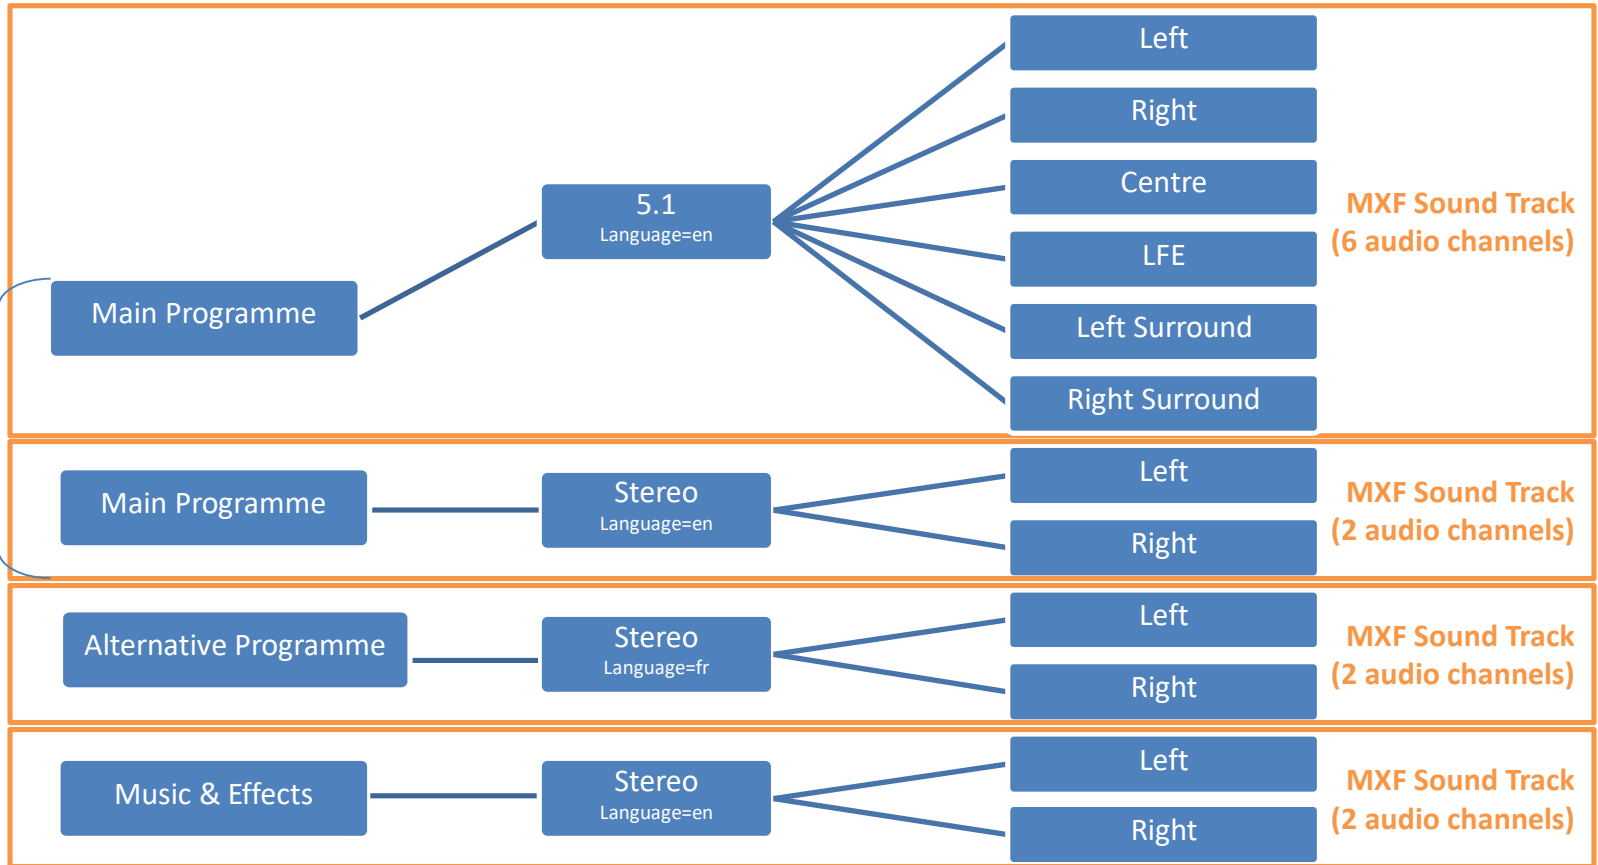 Main Programme
5.1
Language=en
Left
Right
Centre
LFE
Left Surround
Right Surround
MXF Sound Track
(6 audio channels)
Main Programme
Stereo
Language=en
Left
Right
MXF Sound Track
(2 audio channels)
Alternative Programme
Stereo
Language=fr
Left
Right
MXF Sound Track
(2 audio channels)
Music & Effects
Stereo
Language=en
Left
Right
MXF Sound Track
(2 audio channels)